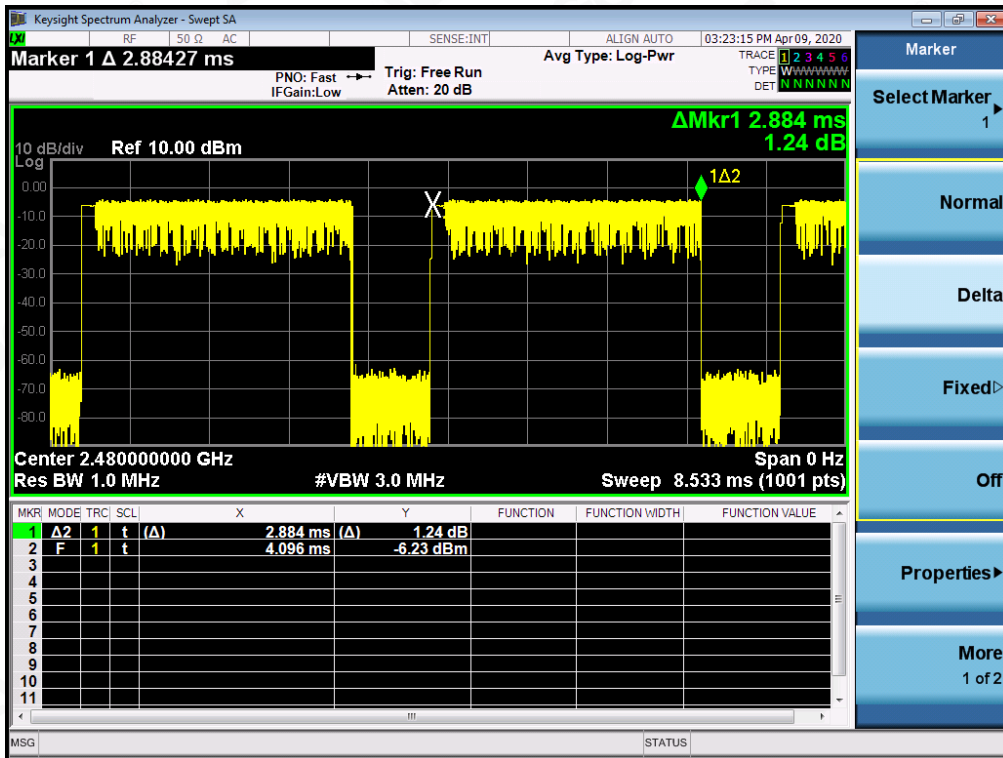 Keysight Spectrum Analyzer - Swept SA
LXI RF 50 Ω AC SENSE:INT ALIGN AUTO 03:23:15 PM Apr 09, 2020
Marker 1 Δ 2.88427 ms
PNO: Fast
IFGain:Low
Trig: Free Run
Atten: 20 dB
Avg Type: Log-Pwr
TRACE 1 2 3 4 5 6
TYPE WWWWWW
DET N N N N N N
ΔMkr1 2.884 ms
1.24 dB
10 dB/div Ref 10.00 dBm
Log
0.00
-10.0
-20.0
-30.0
-40.0
-50.0
-60.0
-70.0
-80.0
1Δ2
Center 2.480000000 GHz Span 0 Hz
Res BW 1.0 MHz #VBW 3.0 MHz Sweep 8.533 ms (1001 pts)
MKR MODE TRC SCL X Y FUNCTION FUNCTION WIDTH FUNCTION VALUE
1 Δ2 1 t (Δ) 2.884 ms (Δ) 1.24 dB
2 F 1 t 4.096 ms -6.23 dBm
3
4
5
6
7
8
9
10
11
MSG STATUS
Marker
Select Marker
1
Normal
Delta
Fixed
Off
Properties
More
1 of 2